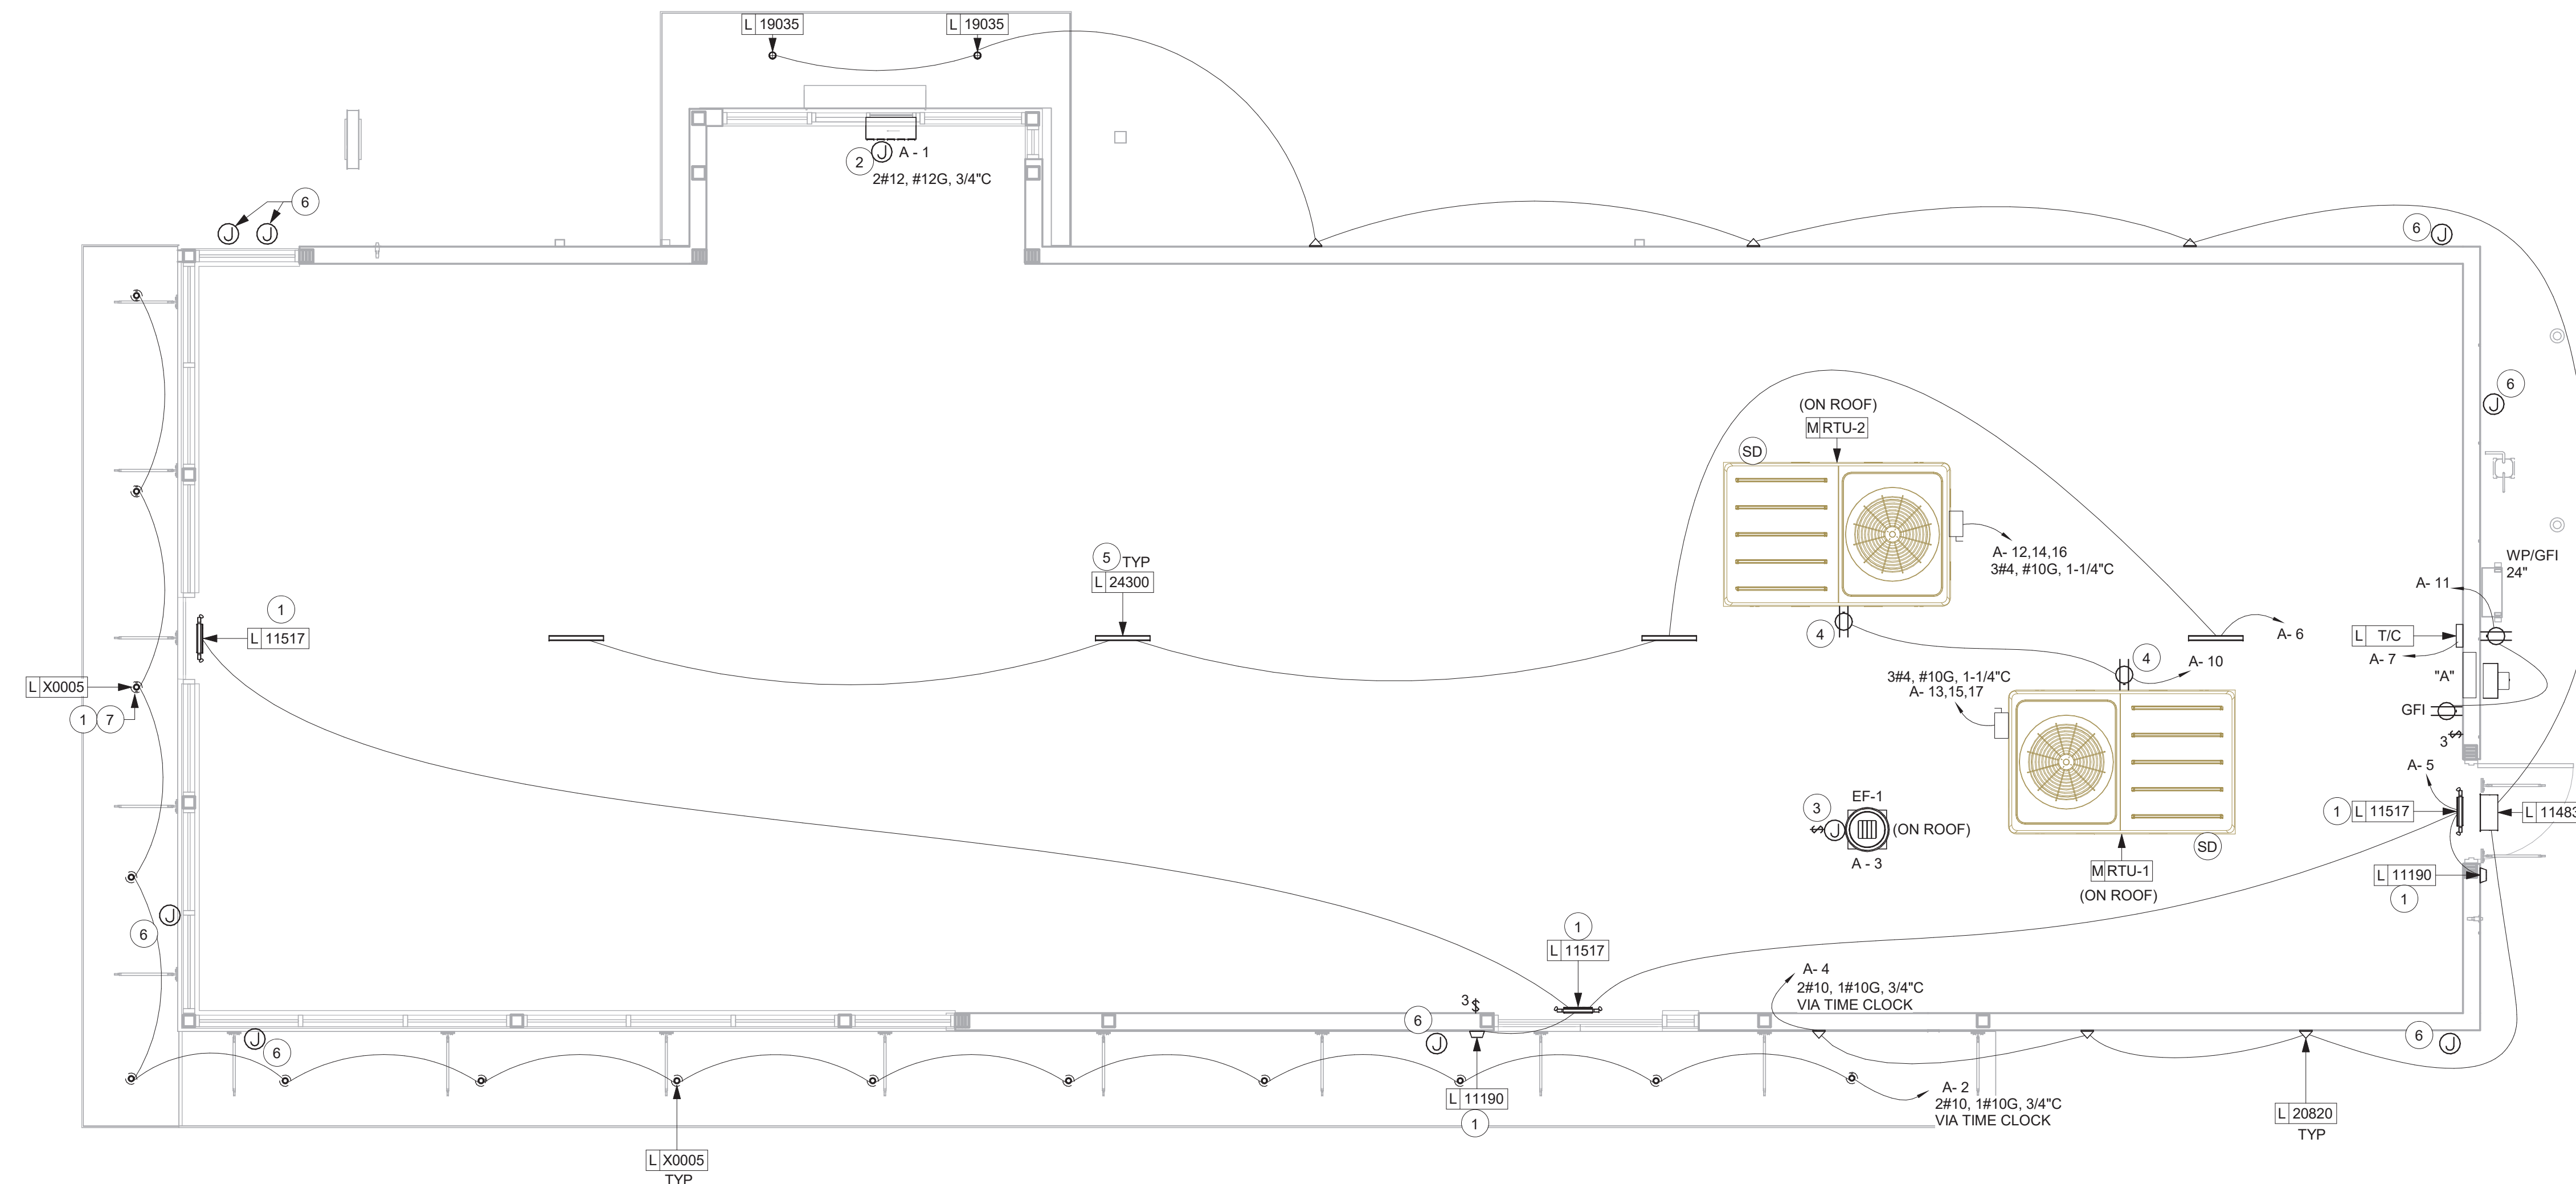 L 19035
L 19035
2 J A - 1
2#12, #12G, 3/4"C
6
J J
6 J
6
J
(ON ROOF)
M RTU-2
SD
A- 12,14,16
3#4, #10G, 1-1/4"C
4
5 TYP
L 24300
1
L 11517
WP/GFI
24"
A- 11
L T/C
A- 7
A- 6
"A"
GFI
3 $
4
A- 10
3#4, #10G, 1-1/4"C
A- 13,15,17
L X0005
1 7
A- 5
1 L 11517
L 11483
EF-1
3
$ J (ON ROOF)
A - 3
SD
M RTU-1
(ON ROOF)
L 11190
1
J
6
1
L 11517
A- 4
2#10, 1#10G, 3/4"C
VIA TIME CLOCK
3 $
6
J
J
6
6 J
L 11190
1
A- 2
2#10, 1#10G, 3/4"C
VIA TIME CLOCK
L 20820
TYP
L X0005
TYP